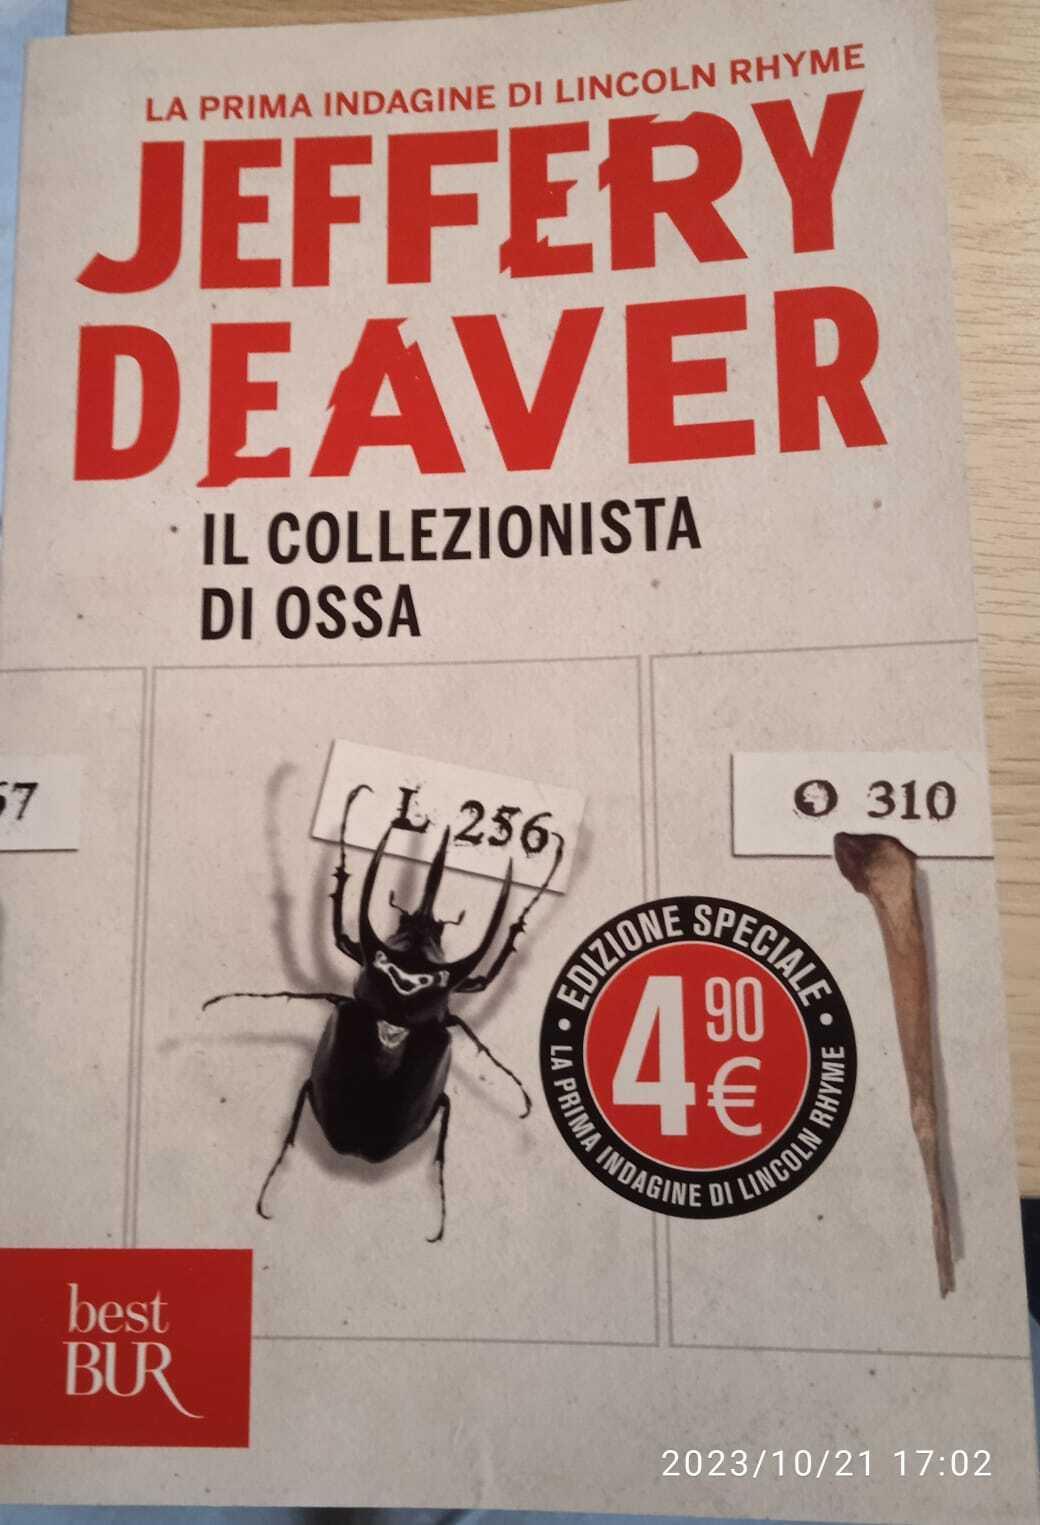 LA PRIMA INDAGINE DI LINCOLN RHYME
JEFFERY
DEAVER
IL COLLEZIONISTA
DI OSSA
57
L 256
O 310
• EDIZIONE SPECIALE •
4 90 €
LA PRIMA INDAGINE DI LINCOLN RHYME
best
BUR
2023/10/21 17:02